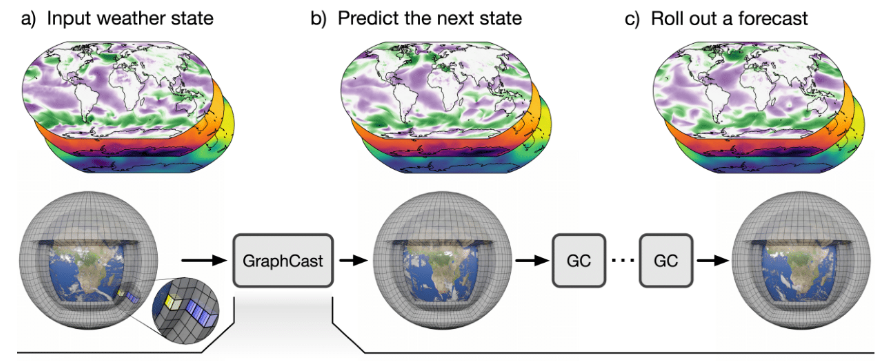 a) Input weather state
b) Predict the next state
c) Roll out a forecast
GraphCast
GC
...
GC